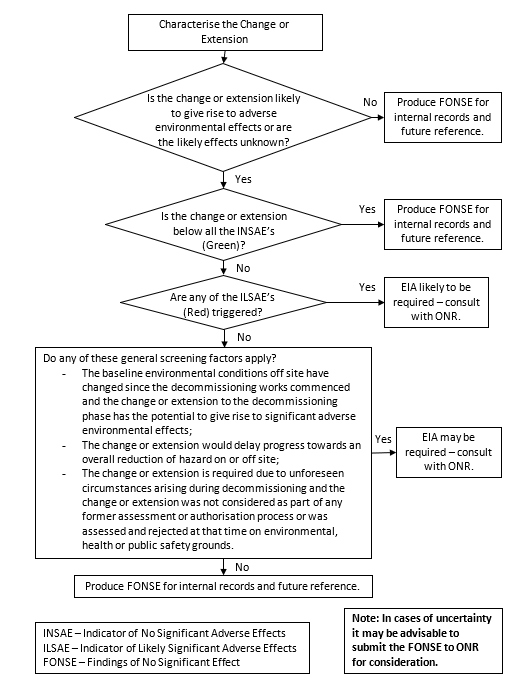 Characterise the Change or
Extension
Is the change or extension likely
to give rise to adverse
environmental effects or are
the likely effects unknown?
No
Produce FONSE for
internal records and
future reference.
Yes
Is the change or extension
below all the INSAE's
(Green)?
Yes
Produce FONSE for
internal records and
future reference.
No
Are any of the ILSAE's
(Red) triggered?
Yes
EIA likely to be
required – consult
with ONR.
No
Do any of these general screening factors apply?
- The baseline environmental conditions off site have
changed since the decommissioning works commenced
and the change or extension to the decommissioning
phase has the potential to give rise to significant adverse
environmental effects;
- The change or extension would delay progress towards an
overall reduction of hazard on or off site;
- The change or extension is required due to unforeseen
circumstances arising during decommissioning and the
change or extension was not considered as part of any
former assessment or authorisation process or was
assessed and rejected at that time on environmental,
health or public safety grounds.
Yes
EIA may be
required – consult
with ONR.
No
Produce FONSE for internal records and future reference.
INSAE – Indicator of No Significant Adverse Effects
ILSAE – Indicator of Likely Significant Adverse Effects
FONSE – Findings of No Significant Effect
Note: In cases of uncertainty
it may be advisable to
submit the FONSE to ONR
for consideration.